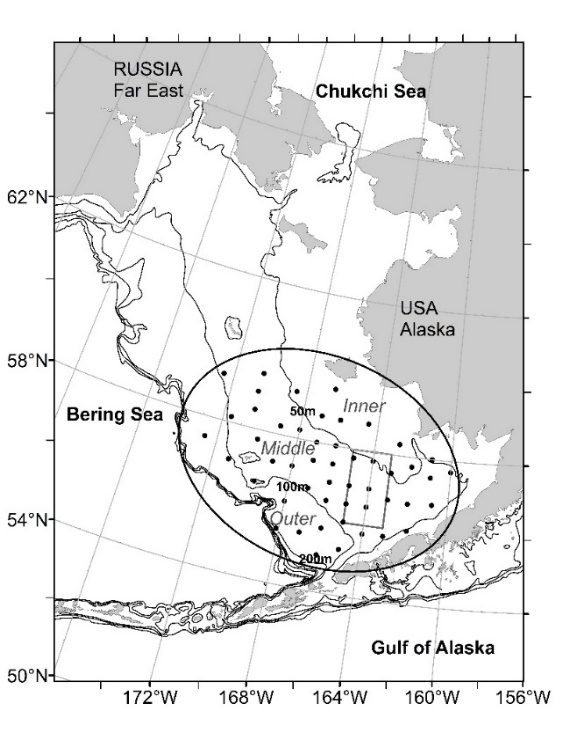 RUSSIA
Far East
Chukchi Sea
62°N
USA
Alaska
58°N
Bering Sea
50m
Inner
Middle
100m
Outer
54°N
200m
Gulf of Alaska
50°N
172°W
168°W
164°W
160°W
156°W